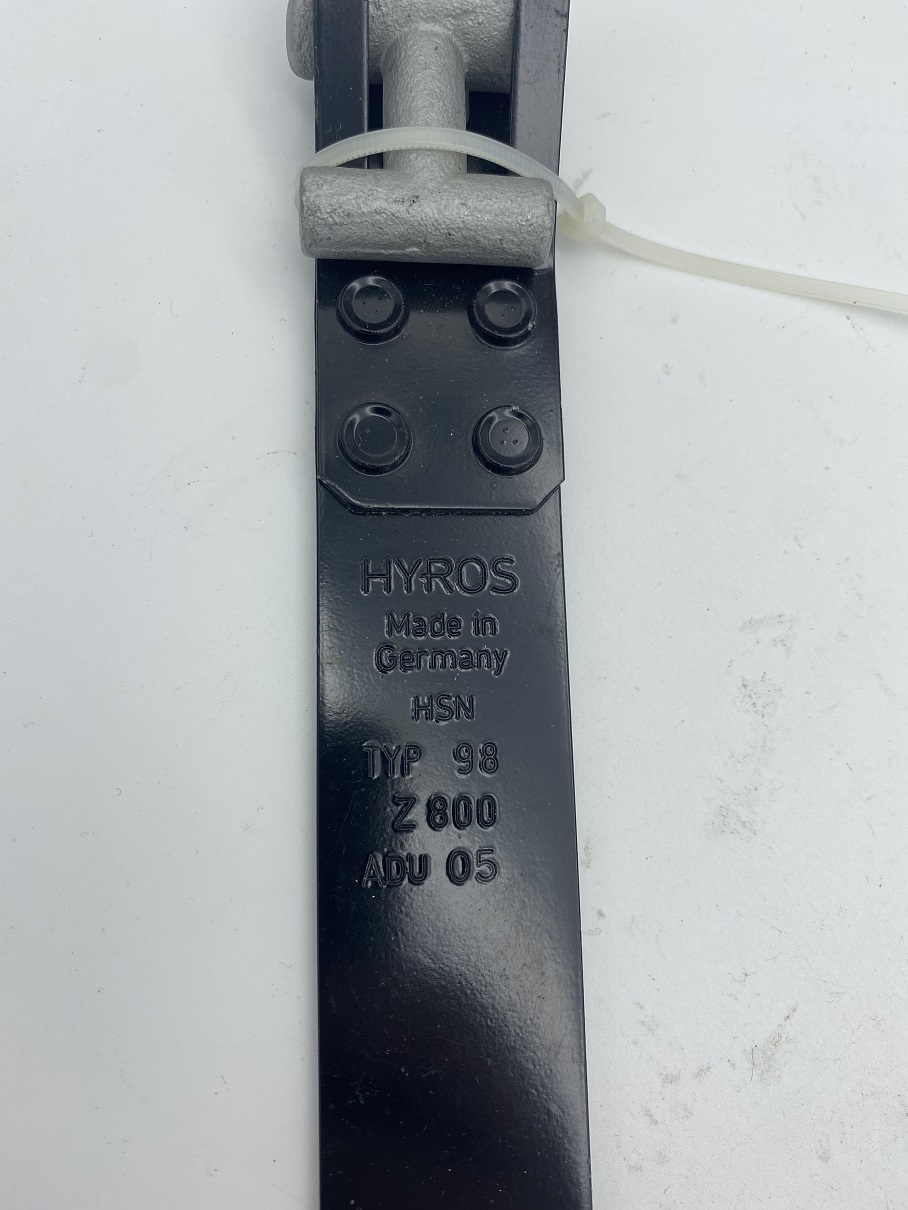 HYROS
Made in
Germany
HSN
TYP 98
Z 800
ADU 05